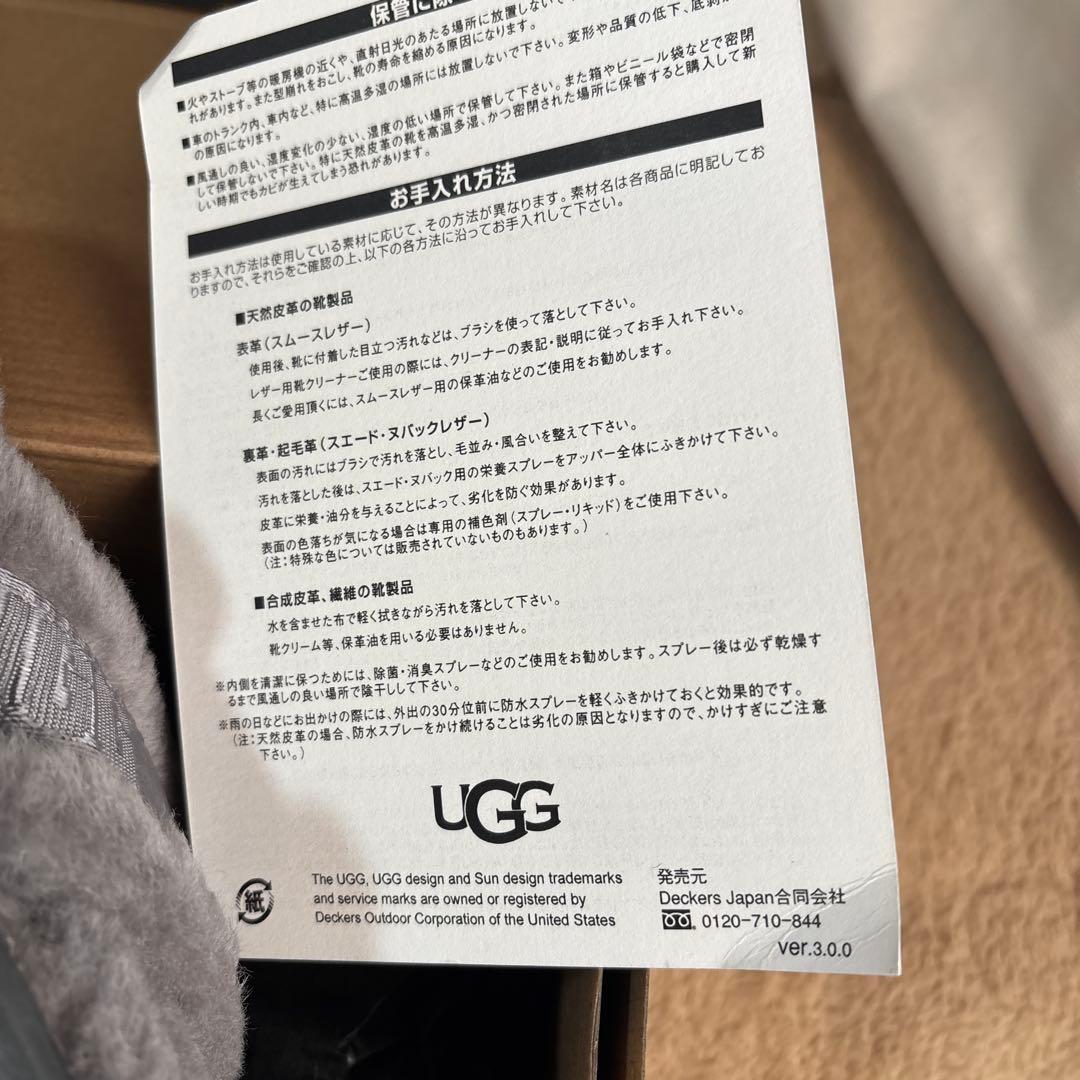 保管に際
■火やストーブ等の暖房機の近くや、直射日光のあたる場所に放置しないで
れがあります。また型崩れをおこし、靴の寿命を縮める原因になります。
■車のトランク内、車内など、特に高温多湿の場所には放置しないで下さい。変形や品質の低下、底剥が
の原因になります。
■風通しの良い、湿度変化の少ない、湿度の低い場所で保管して下さい。また箱やビニール袋などで密閉
して保管しないで下さい。特に天然皮革の靴を高温多湿、かつ密閉された場所に保管すると購入して新
しい時期でもカビが生えてしまう恐れがあります。
お手入れ方法
お手入れ方法は使用している素材に応じて、その方法が異なります。素材名は各商品に明記してお
りますので、それらをご確認の上、以下の各方法に沿ってお手入れして下さい。
■天然皮革の靴製品
表革(スムースレザー)
使用後、靴に付着した目立つ汚れなどは、ブラシを使って落として下さい。
レザー用靴クリーナーご使用の際には、クリーナーの表記・説明に従ってお手入れ下さい。
長くご愛用頂くには、スムースレザー用の保革油などのご使用をお勧めします。
裏革・起毛革(スエード・ヌバックレザー)
表面の汚れにはブラシで汚れを落とし、毛並み・風合いを整えて下さい。
汚れを落とした後は、スエード・ヌバック用の栄養スプレーをアッパー全体にふきかけて下さい。
皮革に栄養・油分を与えることによって、劣化を防ぐ効果があります。
表面の色落ちが気になる場合は専用の補色剤(スプレー・リキッド)をご使用下さい。
(注:特殊な色については販売されていないものもあります。)
■合成皮革、繊維の靴製品
水を含ませた布で軽く拭きながら汚れを落として下さい。
靴クリーム等、保革油を用いる必要はありません。
※内側を清潔に保つためには、除菌・消臭スプレーなどのご使用をお勧めします。スプレー後は必ず乾燥す
るまで風通しの良い場所で陰干しして下さい。
※雨の日などにお出かけの際には、外出の30分位前に防水スプレーを軽くふきかけておくと効果的です。
(注:天然皮革の場合、防水スプレーをかけ続けることは劣化の原因となりますので、かけすぎにご注意
下さい。)
UGG
紙
The UGG, UGG design and Sun design trademarks
and service marks are owned or registered by
Deckers Outdoor Corporation of the United States
発売元
Deckers Japan合同会社
0120-710-844
ver.3.0.0